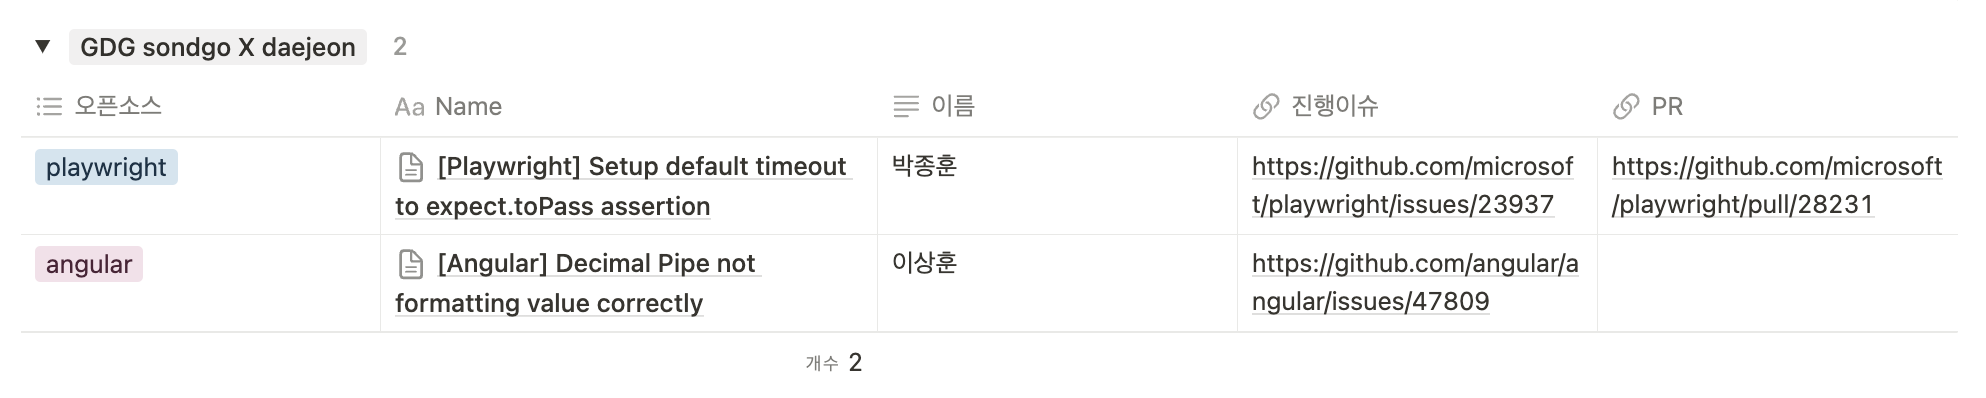 GDG sondgo X daejeon 2
오픈소스 Aa Name 이름 진행이슈 PR
playwright [Playwright] Setup default timeout 박종훈 https://github.com/microsof https://github.com/microsoft
to expect.toPass assertion t/playwright/issues/23937 /playwright/pull/28231
angular [Angular] Decimal Pipe not 이상훈 https://github.com/angular/a
formatting value correctly ngular/issues/47809
개수 2